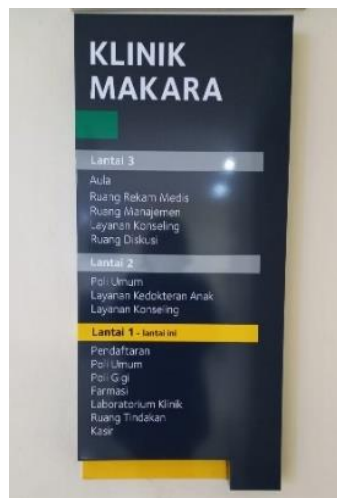 KLINIK
MAKARA
Lantai 3
Aula
Ruang Rekam Medis
Ruang Manajemen
Layanan Konseling
Ruang Diskusi
Lantai 2
Poli Umum
Layanan Kedokteran Anak
Layanan Konseling
Lantai 1 - lantai ini
Pendaftaran
Poli Umum
Poli Gigi
Farmasi
Laboratorium Klinik
Ruang Tindakan
Kasir